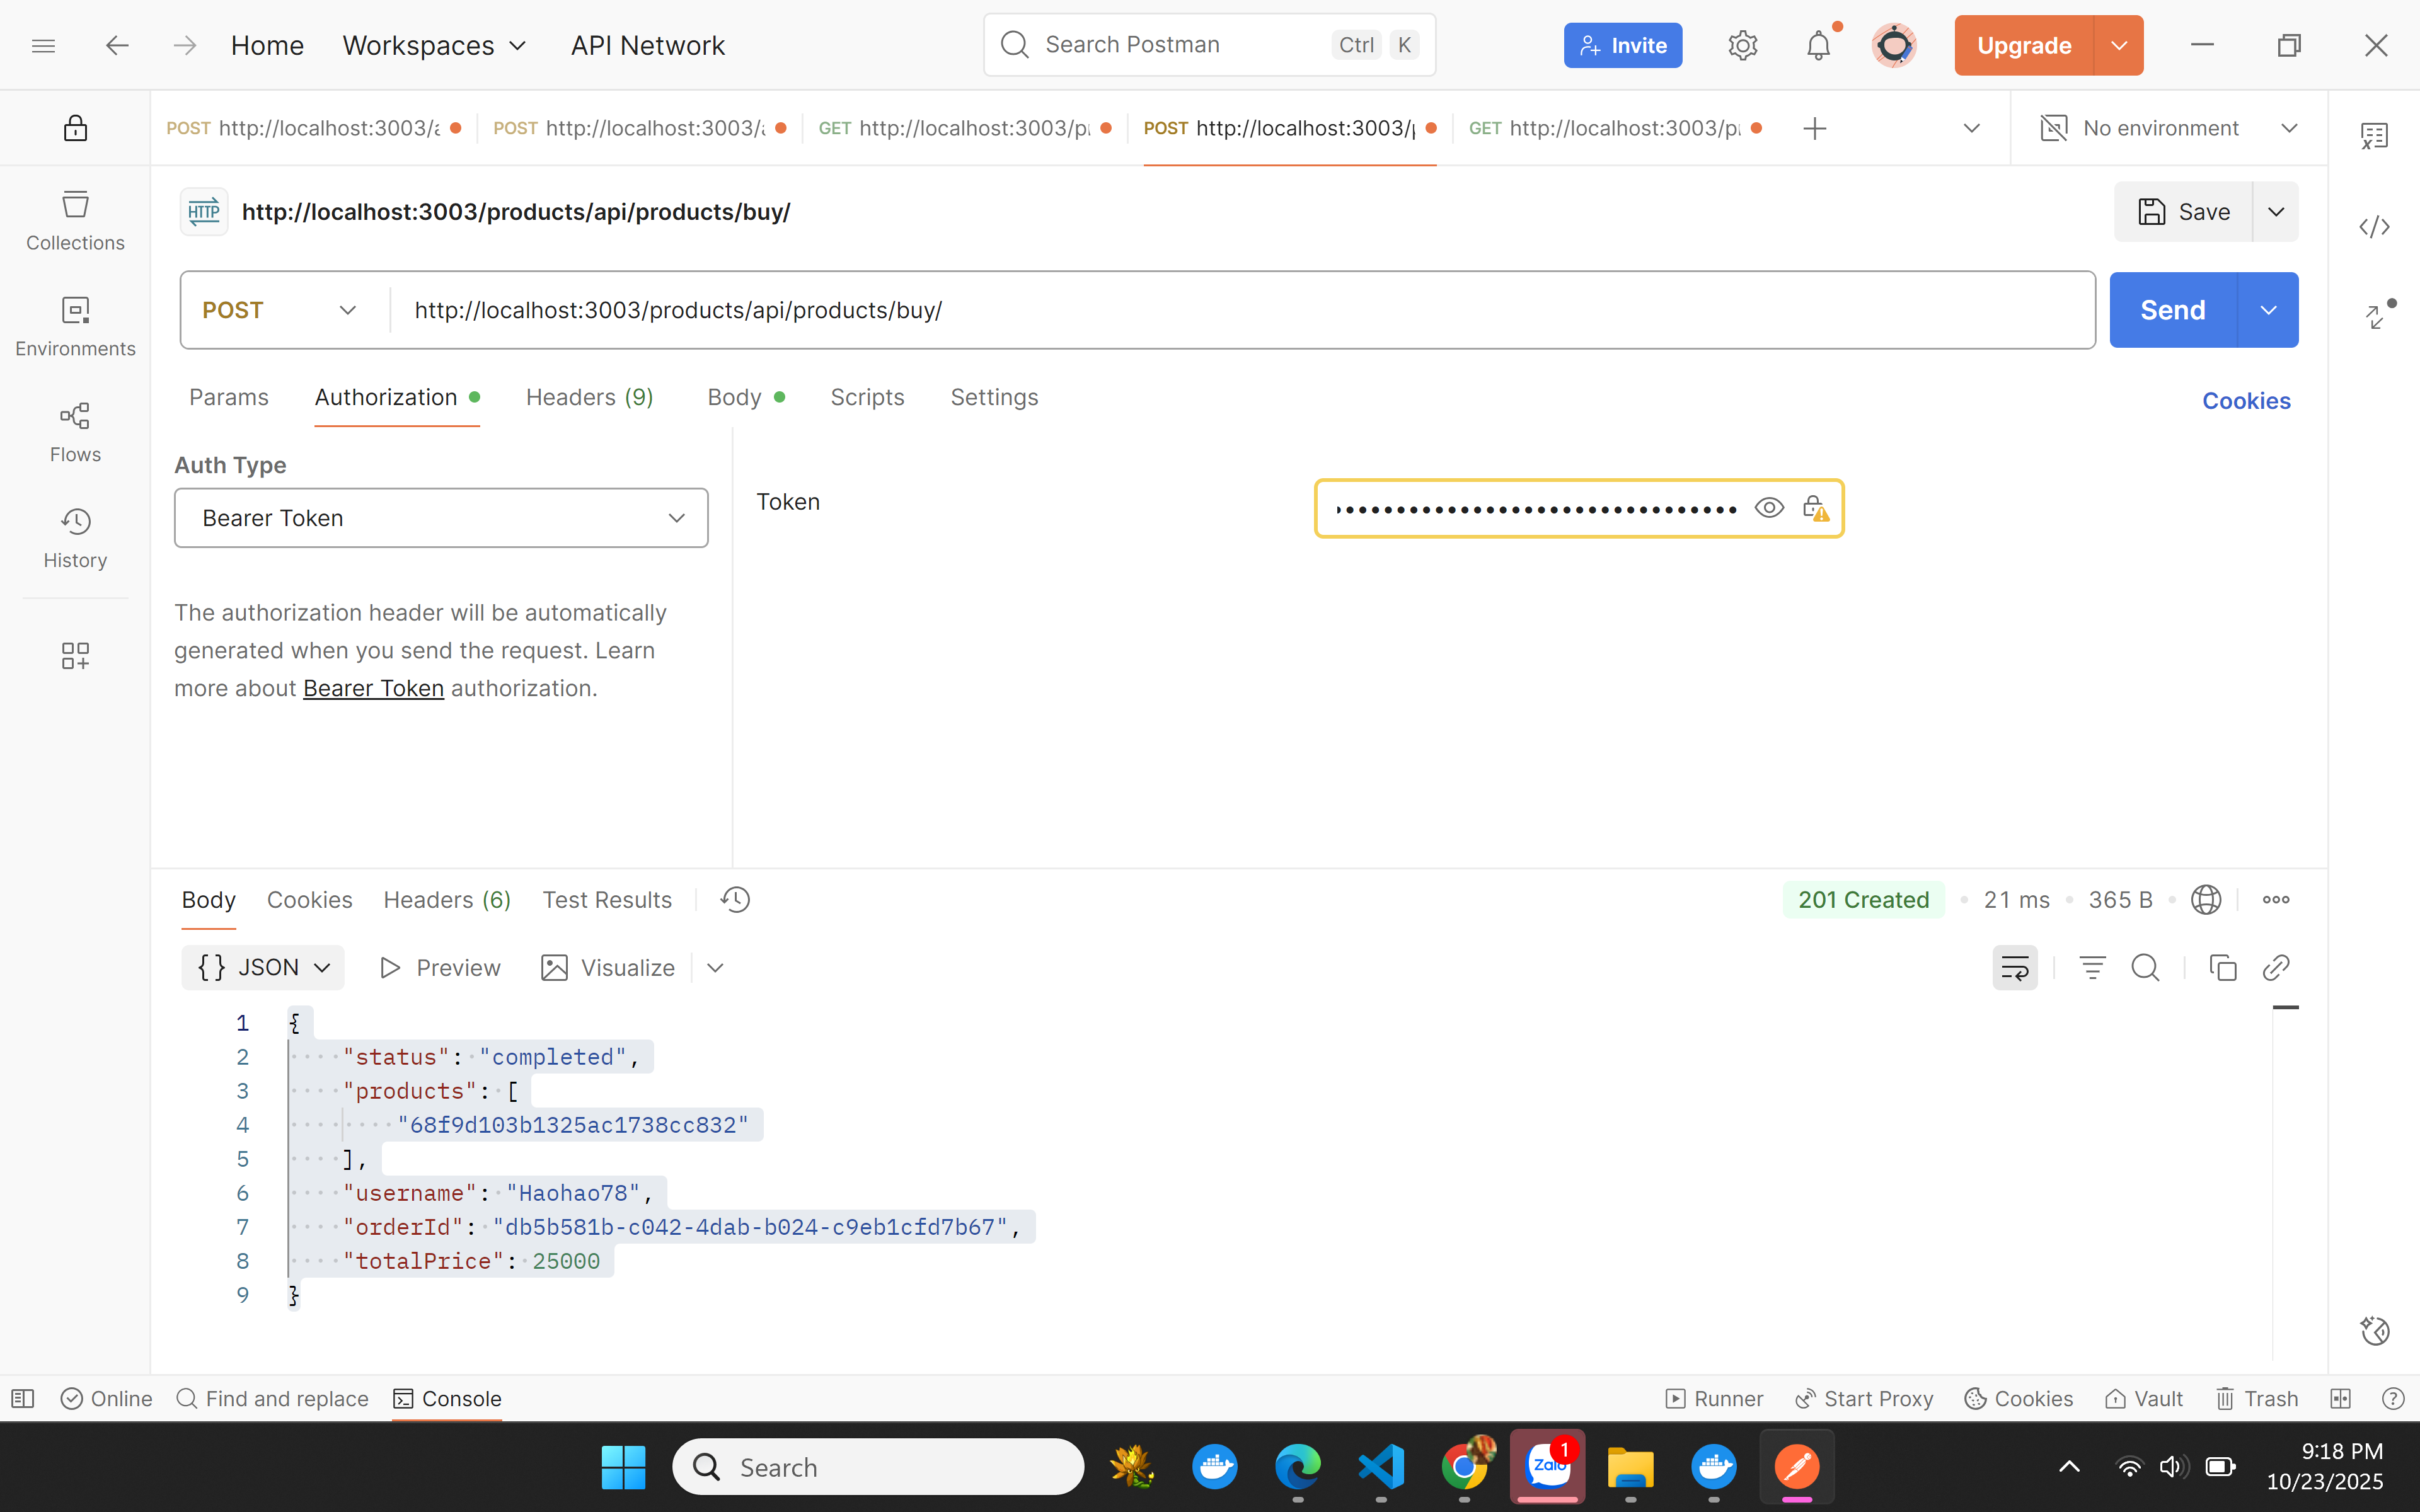 Home Workspaces API Network Search Postman Ctrl K Invite Upgrade
POST http://localhost:3003/a POST http://localhost:3003/a GET http://localhost:3003/pr POST http://localhost:3003/p GET http://localhost:3003/pr No environment
HTTP http://localhost:3003/products/api/products/buy/ Save
Collections
Environments
Flows
History
POST http://localhost:3003/products/api/products/buy/ Send
Params Authorization Headers (9) Body Scripts Settings Cookies
Auth Type
Bearer Token
Token ••••••••••••••••••••••••••••••••
The authorization header will be automatically
generated when you send the request. Learn
more about Bearer Token authorization.
Body Cookies Headers (6) Test Results 201 Created • 21 ms • 365 B
{} JSON Preview Visualize
1 {
2 "status": "completed",
3 "products": [
4 "68f9d103b1325ac1738cc832"
5 ],
6 "username": "Haohao78",
7 "orderId": "db5b581b-c042-4dab-b024-c9eb1cfd7b67",
8 "totalPrice": 25000
9 }
Online Find and replace Console Runner Start Proxy Cookies Vault Trash
Search Zalo 1 9:18 PM
10/23/2025